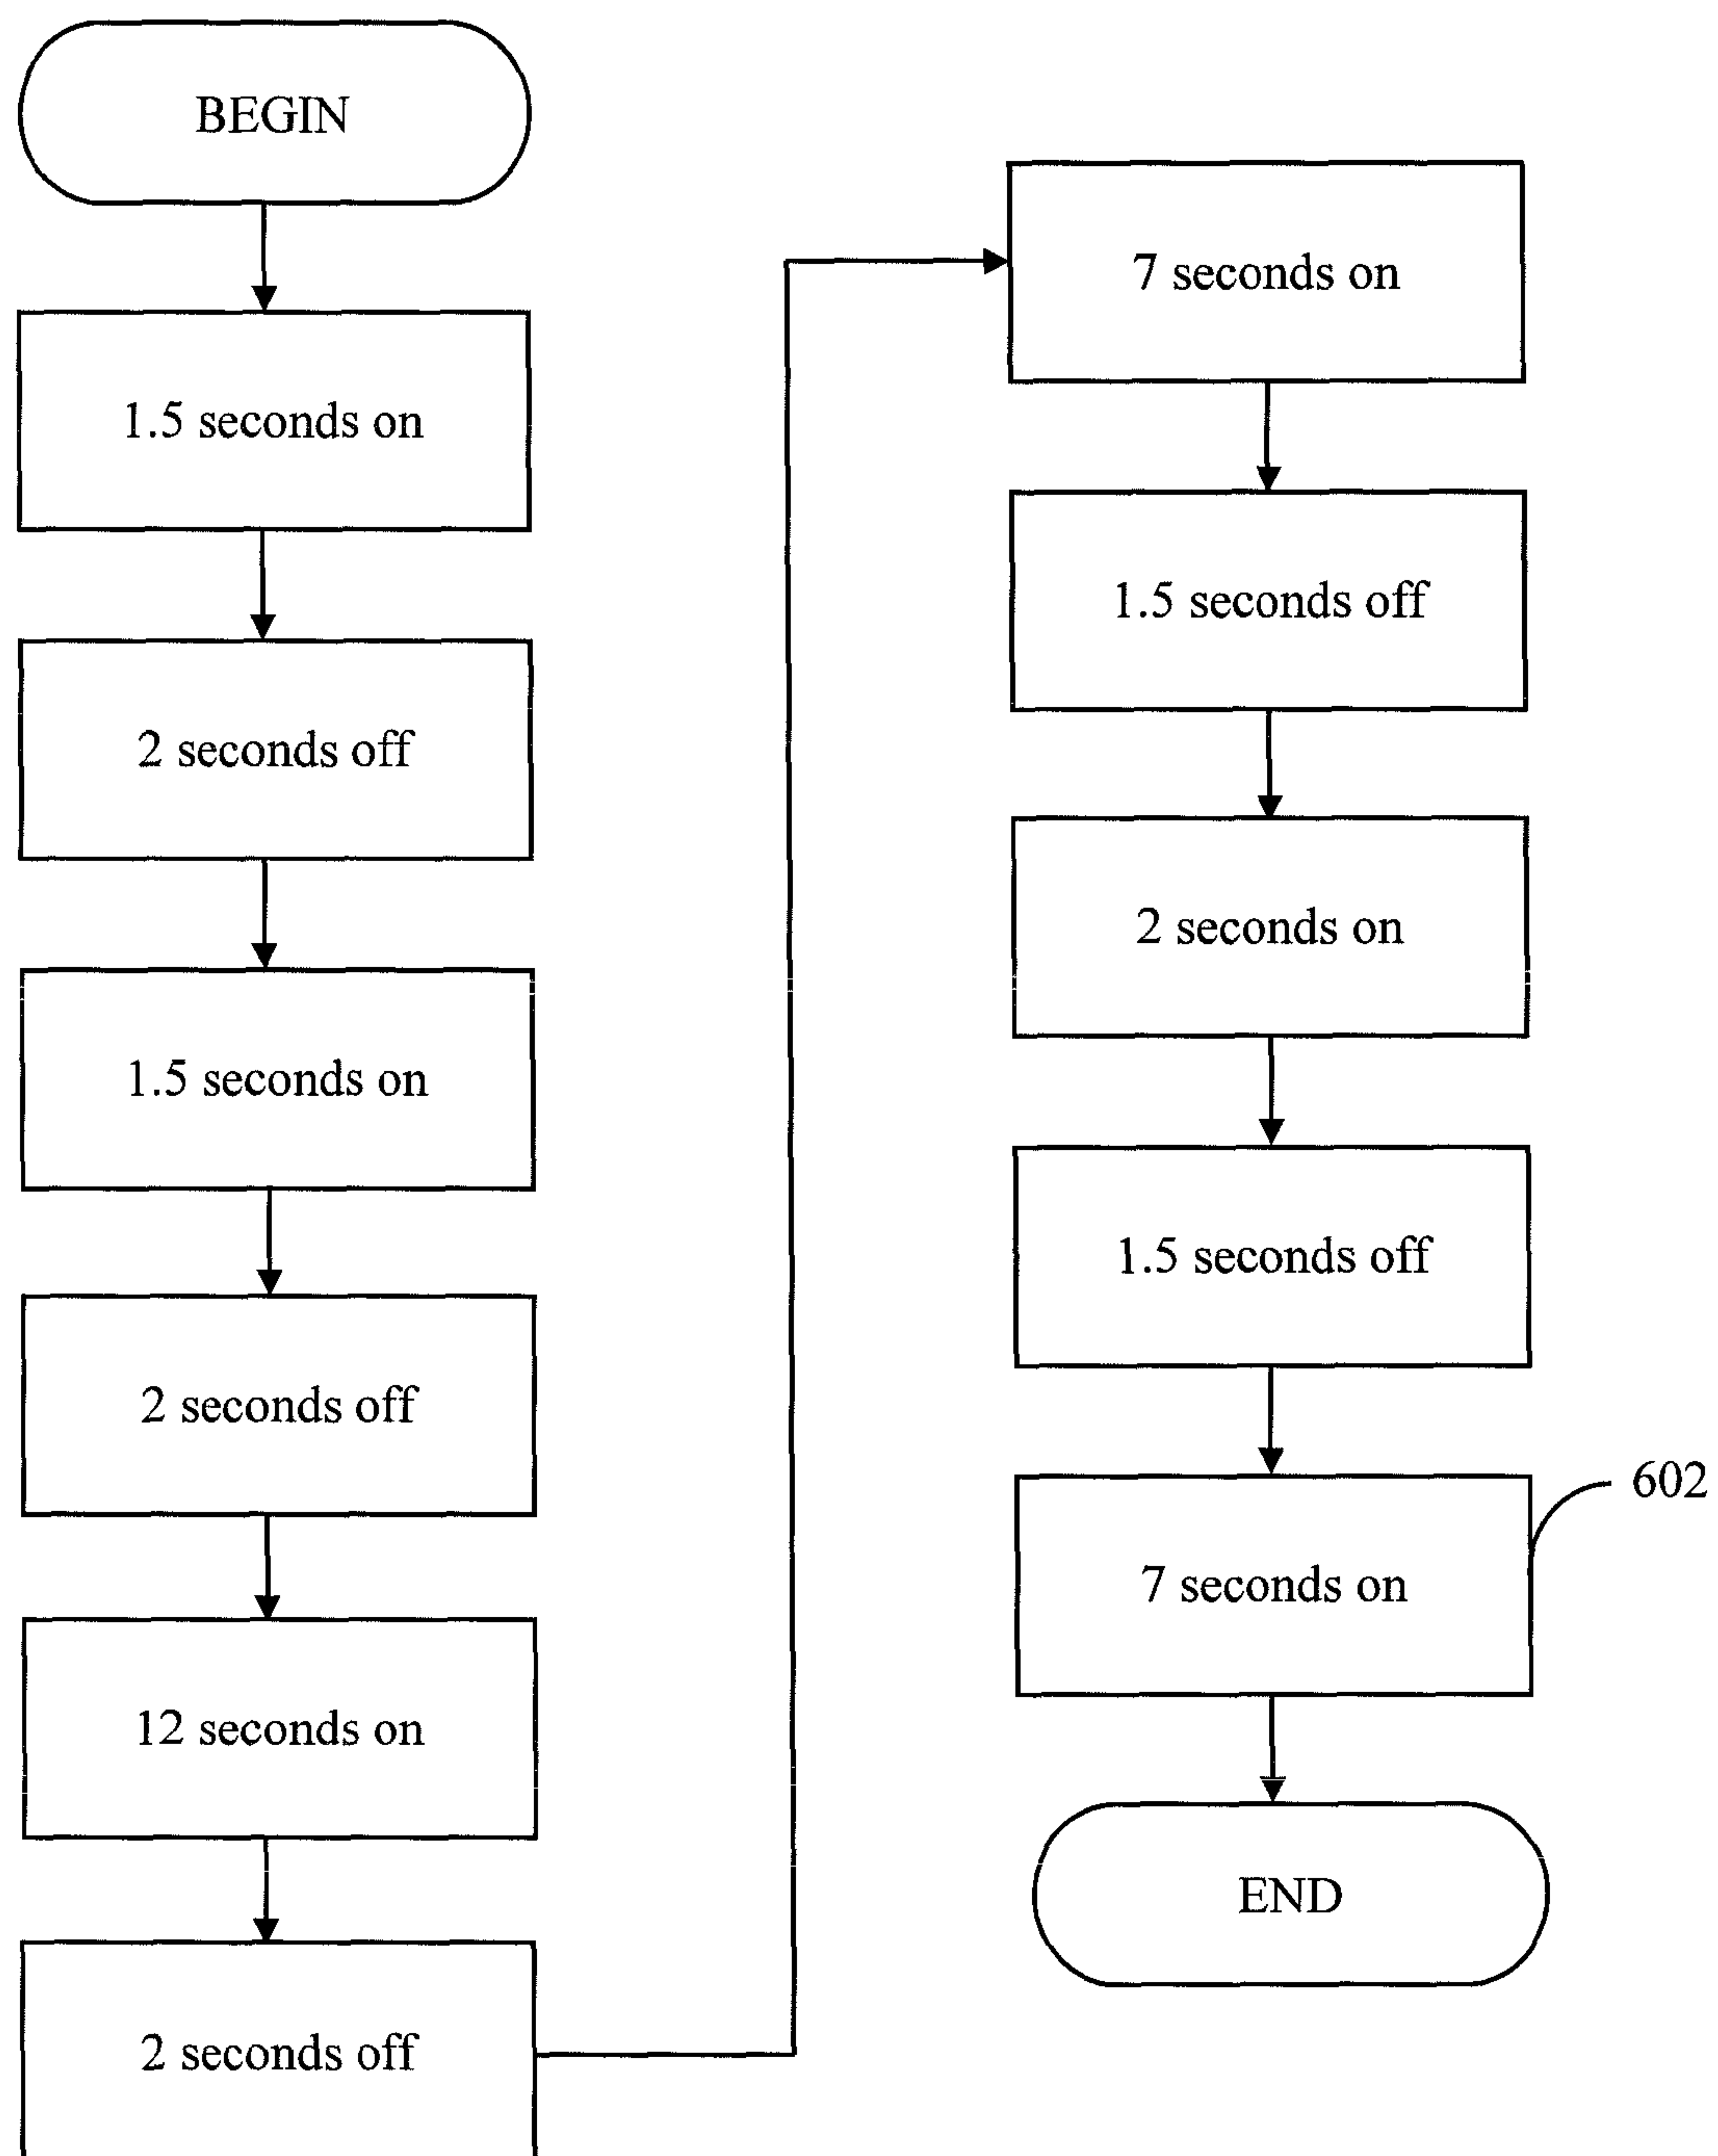 BEGIN
1.5 seconds on
2 seconds off
1.5 seconds on
2 seconds off
12 seconds on
2 seconds off
7 seconds on
1.5 seconds off
2 seconds on
1.5 seconds off
7 seconds on
602
END